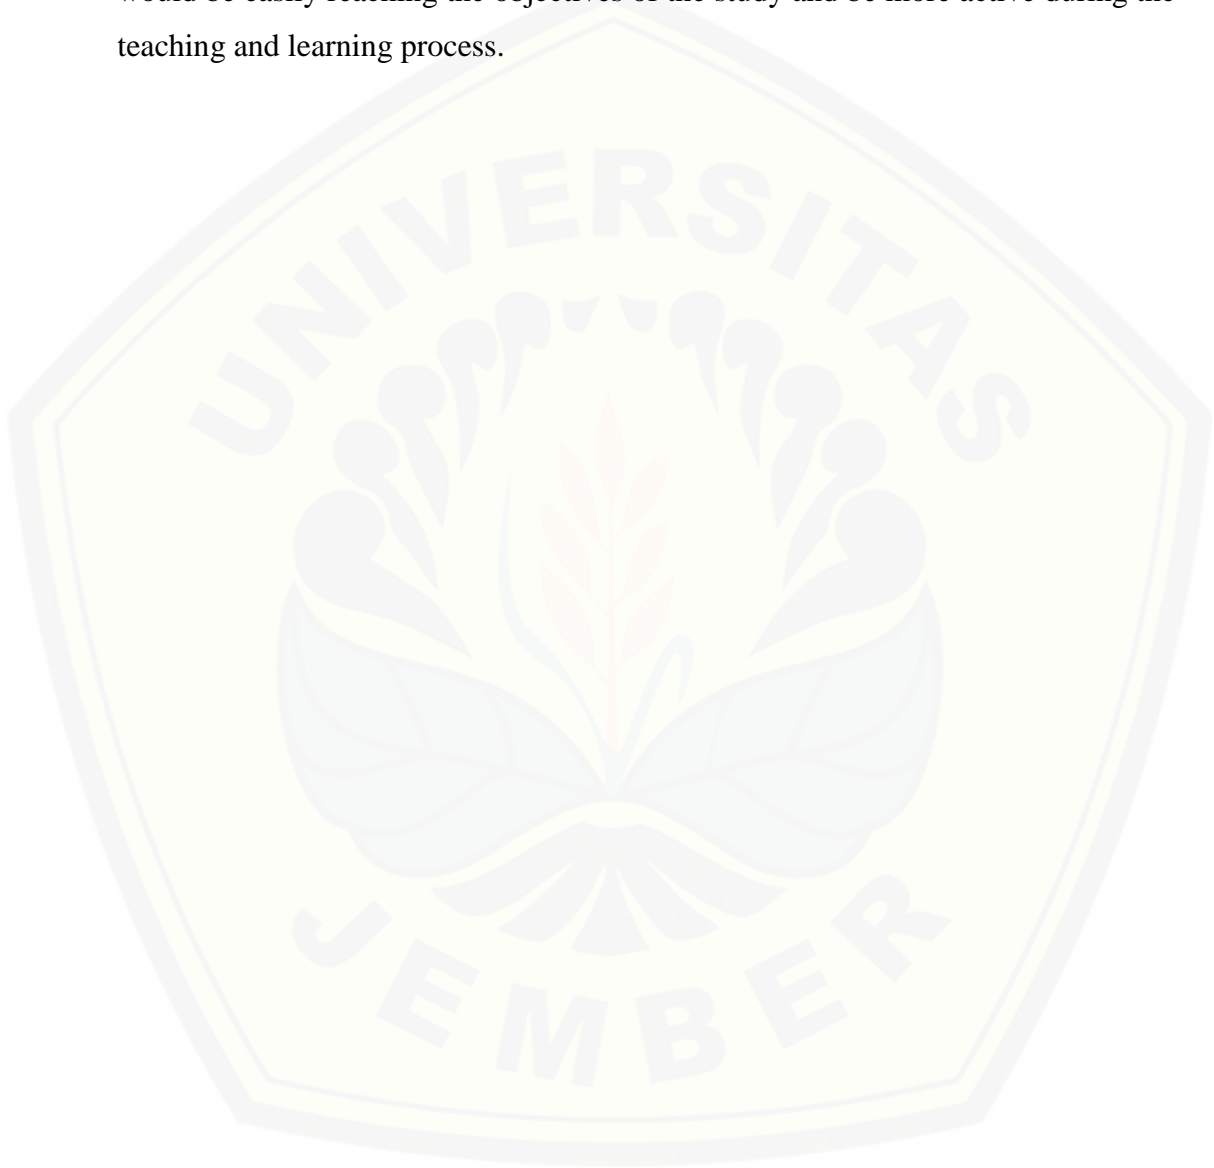 would be easily reaching the objectives of the study and be more active during the
teaching and learning process.
UNIVERSITAS
JEMBER